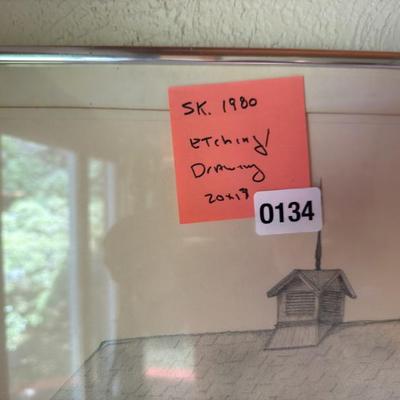 SK. 1980
Etching/
Drawing
20x18
0134